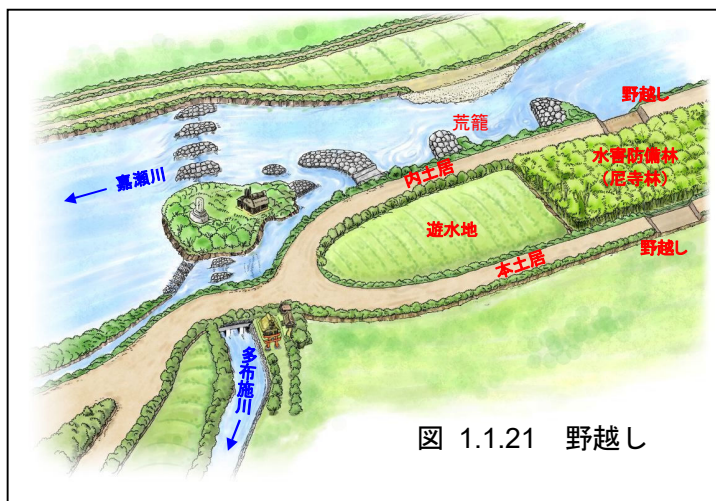 野越し
荒籠
水害防備林
(尼寺林)
内土居
嘉瀬川
遊水地
本土居
野越し
多布施川
図 1.1.21 野越し